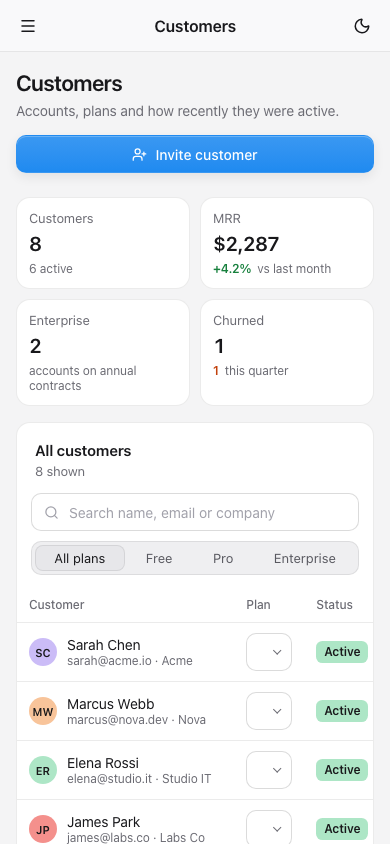 Customers
Customers
Accounts, plans and how recently they were active.
Invite customer
Customers
8
6 active
MRR
$2,287
+4.2% vs last month
Enterprise
2
accounts on annual
contracts
Churned
1
1 this quarter
All customers
8 shown
Search name, email or company
All plans Free Pro Enterprise
Customer Plan Status
SC Sarah Chen Active
sarah@acme.io · Acme
MW Marcus Webb Active
marcus@nova.dev · Nova
ER Elena Rossi Active
elena@studio.it · Studio IT
JP James Park Active
james@labs.co · Labs Co